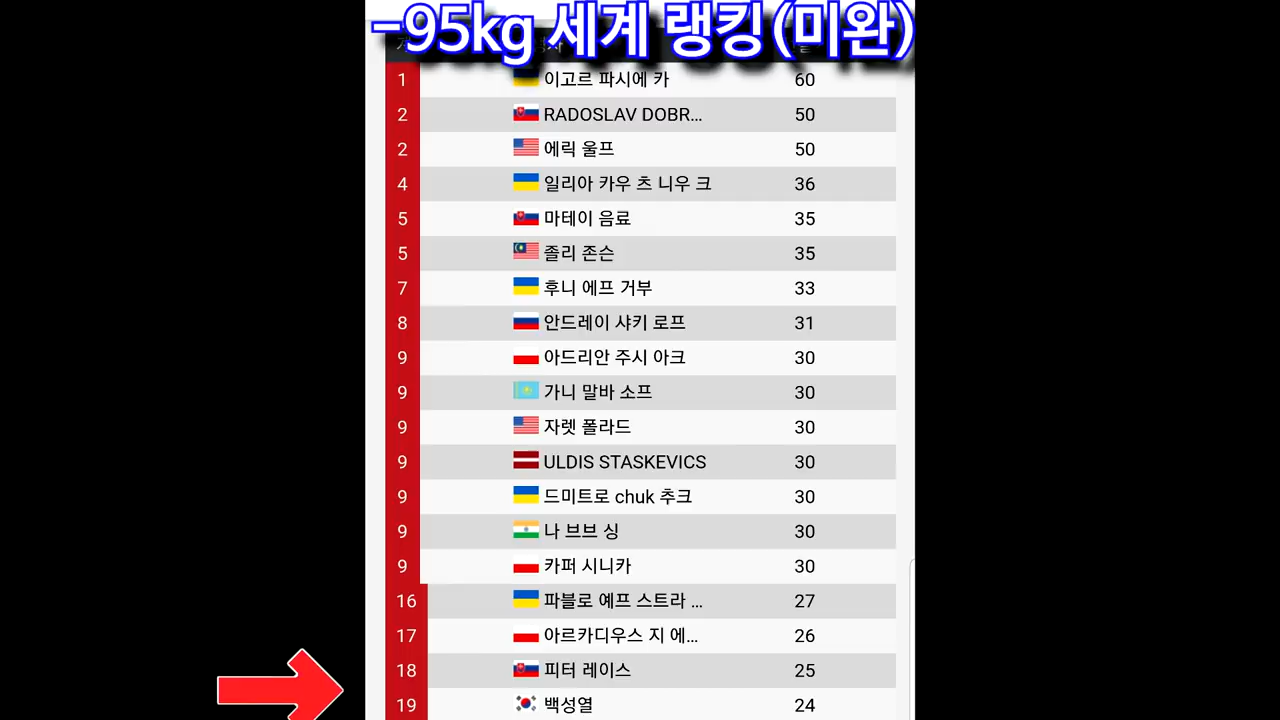 -95kg 세계 랭킹(미완)
1 이고르 파시에 카 60
2 RADOSLAV DOBR... 50
2 에릭 울프 50
4 일리아 카우 츠 니우 크 36
5 마테이 음료 35
5 졸리 존슨 35
7 후니 에프 거부 33
8 안드레이 샤키 로프 31
9 아드리안 주시 아크 30
9 가니 말바 소프 30
9 자렛 폴라드 30
9 ULDIS STASKEVICS 30
9 드미트로 chuk 추크 30
9 나 브브 싱 30
9 카퍼 시니카 30
16 파블로 예프 스트라 ... 27
17 아르카디우스 지 에... 26
18 피터 레이스 25
19 백성열 24